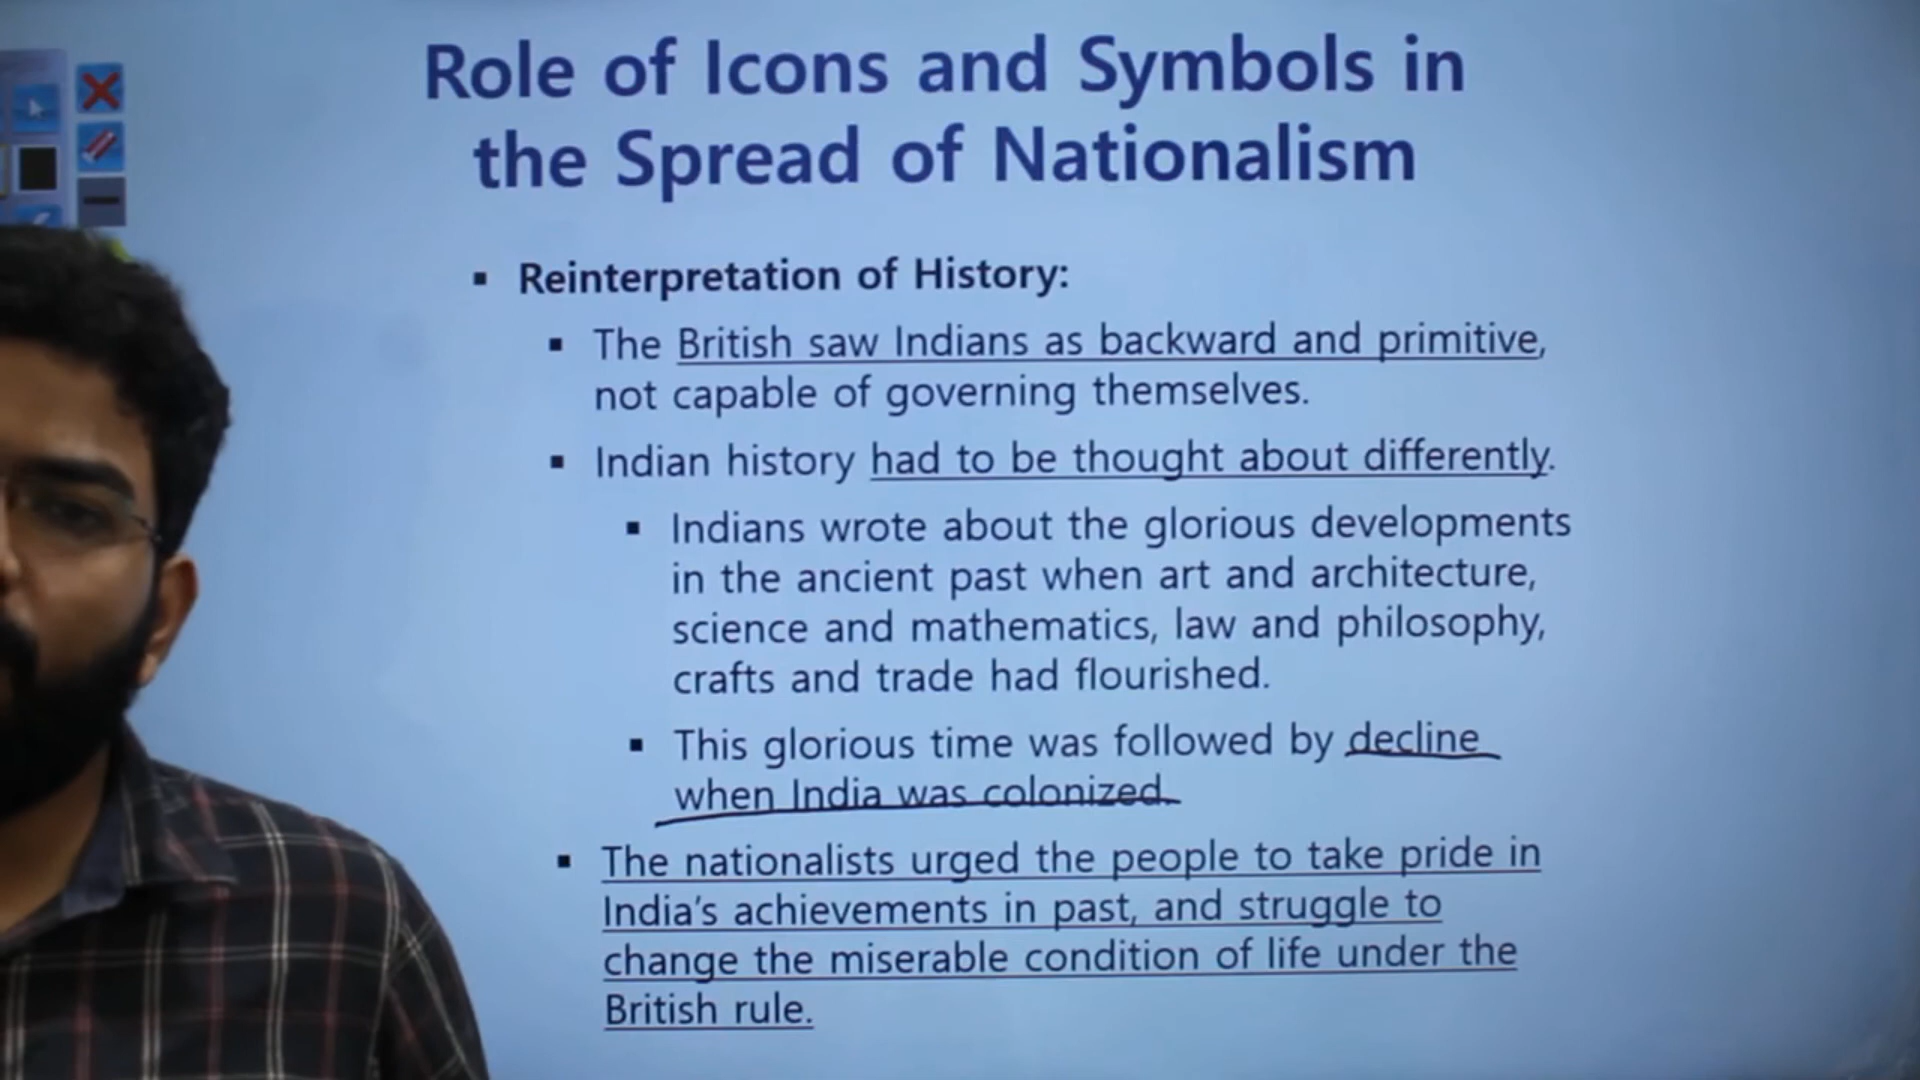 Role of Icons and Symbols in
the Spread of Nationalism
▪ Reinterpretation of History:
▪ The British saw Indians as backward and primitive,
not capable of governing themselves.
▪ Indian history had to be thought about differently.
▪ Indians wrote about the glorious developments
in the ancient past when art and architecture,
science and mathematics, law and philosophy,
crafts and trade had flourished.
▪ This glorious time was followed by decline
when India was colonized.
▪ The nationalists urged the people to take pride in
India's achievements in past, and struggle to
change the miserable condition of life under the
British rule.